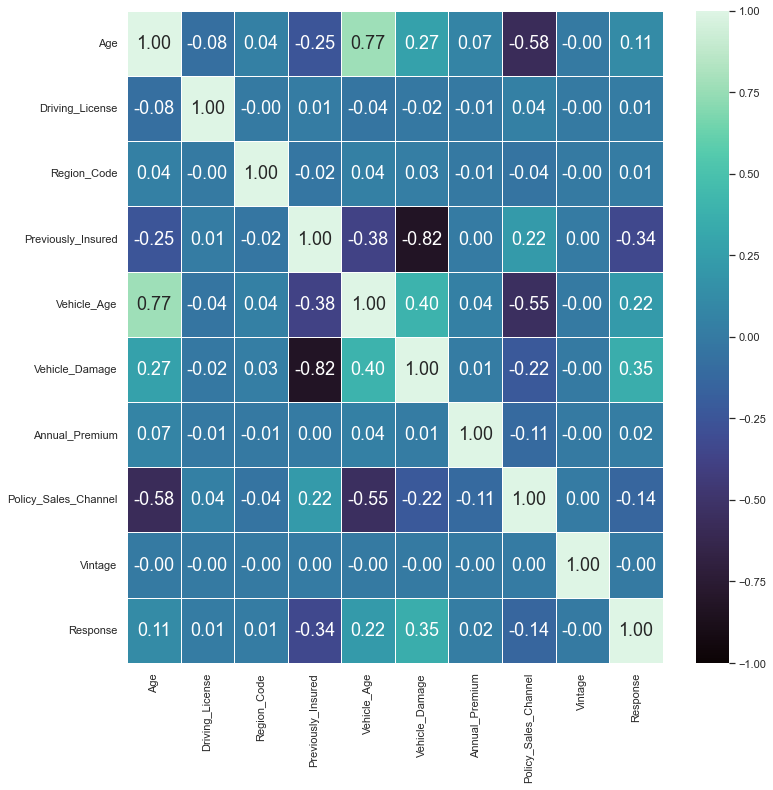 Age 1.00 -0.08 0.04 -0.25 0.77 0.27 0.07 -0.58 -0.00 0.11
Driving_License -0.08 1.00 -0.00 0.01 -0.04 -0.02 -0.01 0.04 -0.00 0.01
Region_Code 0.04 -0.00 1.00 -0.02 0.04 0.03 -0.01 -0.04 -0.00 0.01
Previously_Insured -0.25 0.01 -0.02 1.00 -0.38 -0.82 0.00 0.22 0.00 -0.34
Vehicle_Age 0.77 -0.04 0.04 -0.38 1.00 0.40 0.04 -0.55 -0.00 0.22
Vehicle_Damage 0.27 -0.02 0.03 -0.82 0.40 1.00 0.01 -0.22 -0.00 0.35
Annual_Premium 0.07 -0.01 -0.01 0.00 0.04 0.01 1.00 -0.11 -0.00 0.02
Policy_Sales_Channel -0.58 0.04 -0.04 0.22 -0.55 -0.22 -0.11 1.00 0.00 -0.14
Vintage -0.00 -0.00 -0.00 0.00 -0.00 -0.00 -0.00 0.00 1.00 -0.00
Response 0.11 0.01 0.01 -0.34 0.22 0.35 0.02 -0.14 -0.00 1.00
Age
Driving_License
Region_Code
Previously_Insured
Vehicle_Age
Vehicle_Damage
Annual_Premium
Policy_Sales_Channel
Vintage
Response
1.00
0.75
0.50
0.25
0.00
−0.25
−0.50
−0.75
−1.00